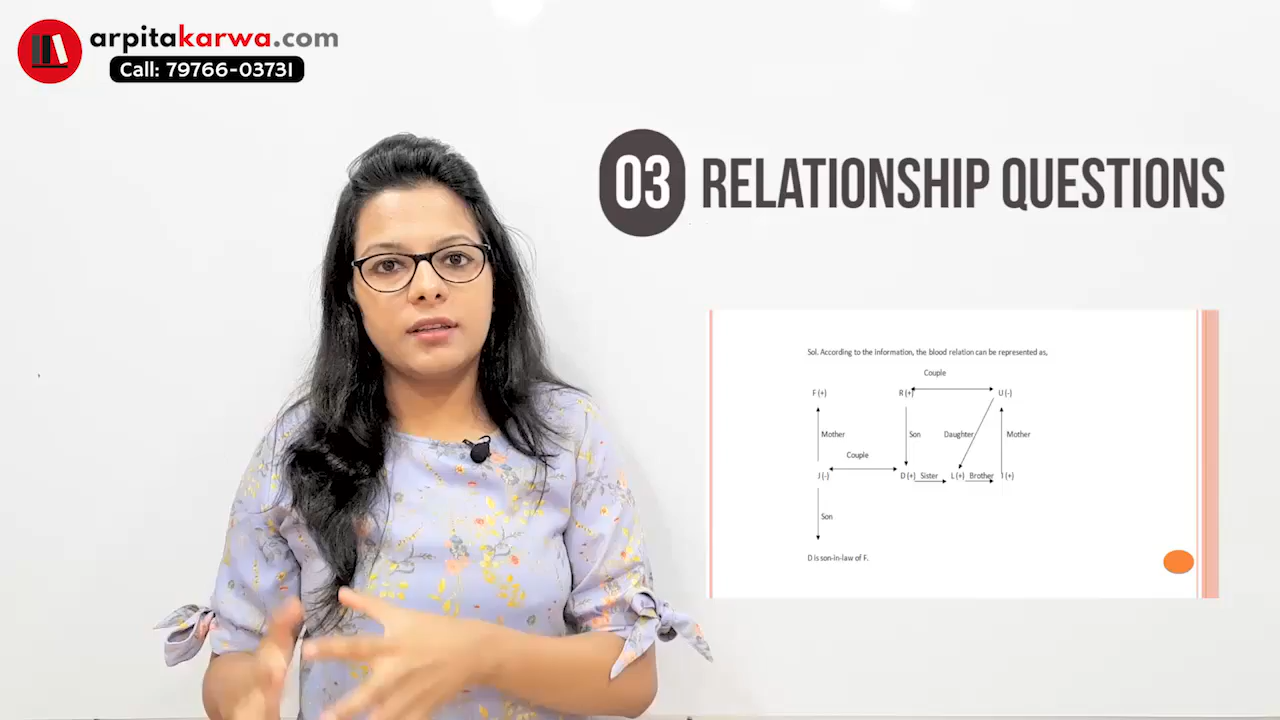 arpitakarwa.com
Call: 79766-03731
03 RELATIONSHIP QUESTIONS
Sol. According to the information, the blood relation can be represented as,
Couple
F (+) R (+) U (-)
Mother Son Daughter Mother
Couple
J (-) D (+) Sister L (+) Brother I (+)
Son
D is son-in-law of F.